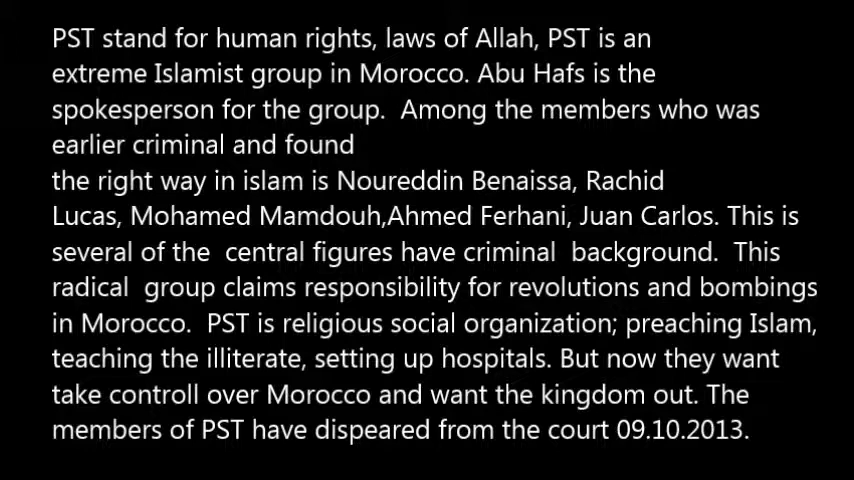 PST stand for human rights, laws of Allah, PST is an
extreme Islamist group in Morocco. Abu Hafs is the
spokesperson for the group.  Among the members who was
earlier criminal and found
the right way in islam is Noureddin Benaissa, Rachid
Lucas, Mohamed Mamdouh,Ahmed Ferhani, Juan Carlos. This is
several of the  central figures have criminal  background.  This
radical  group claims responsibility for revolutions and bombings
in Morocco.  PST is religious social organization; preaching Islam,
teaching the illiterate, setting up hospitals. But now they want
take controll over Morocco and want the kingdom out. The
members of PST have dispeared from the court 09.10.2013.